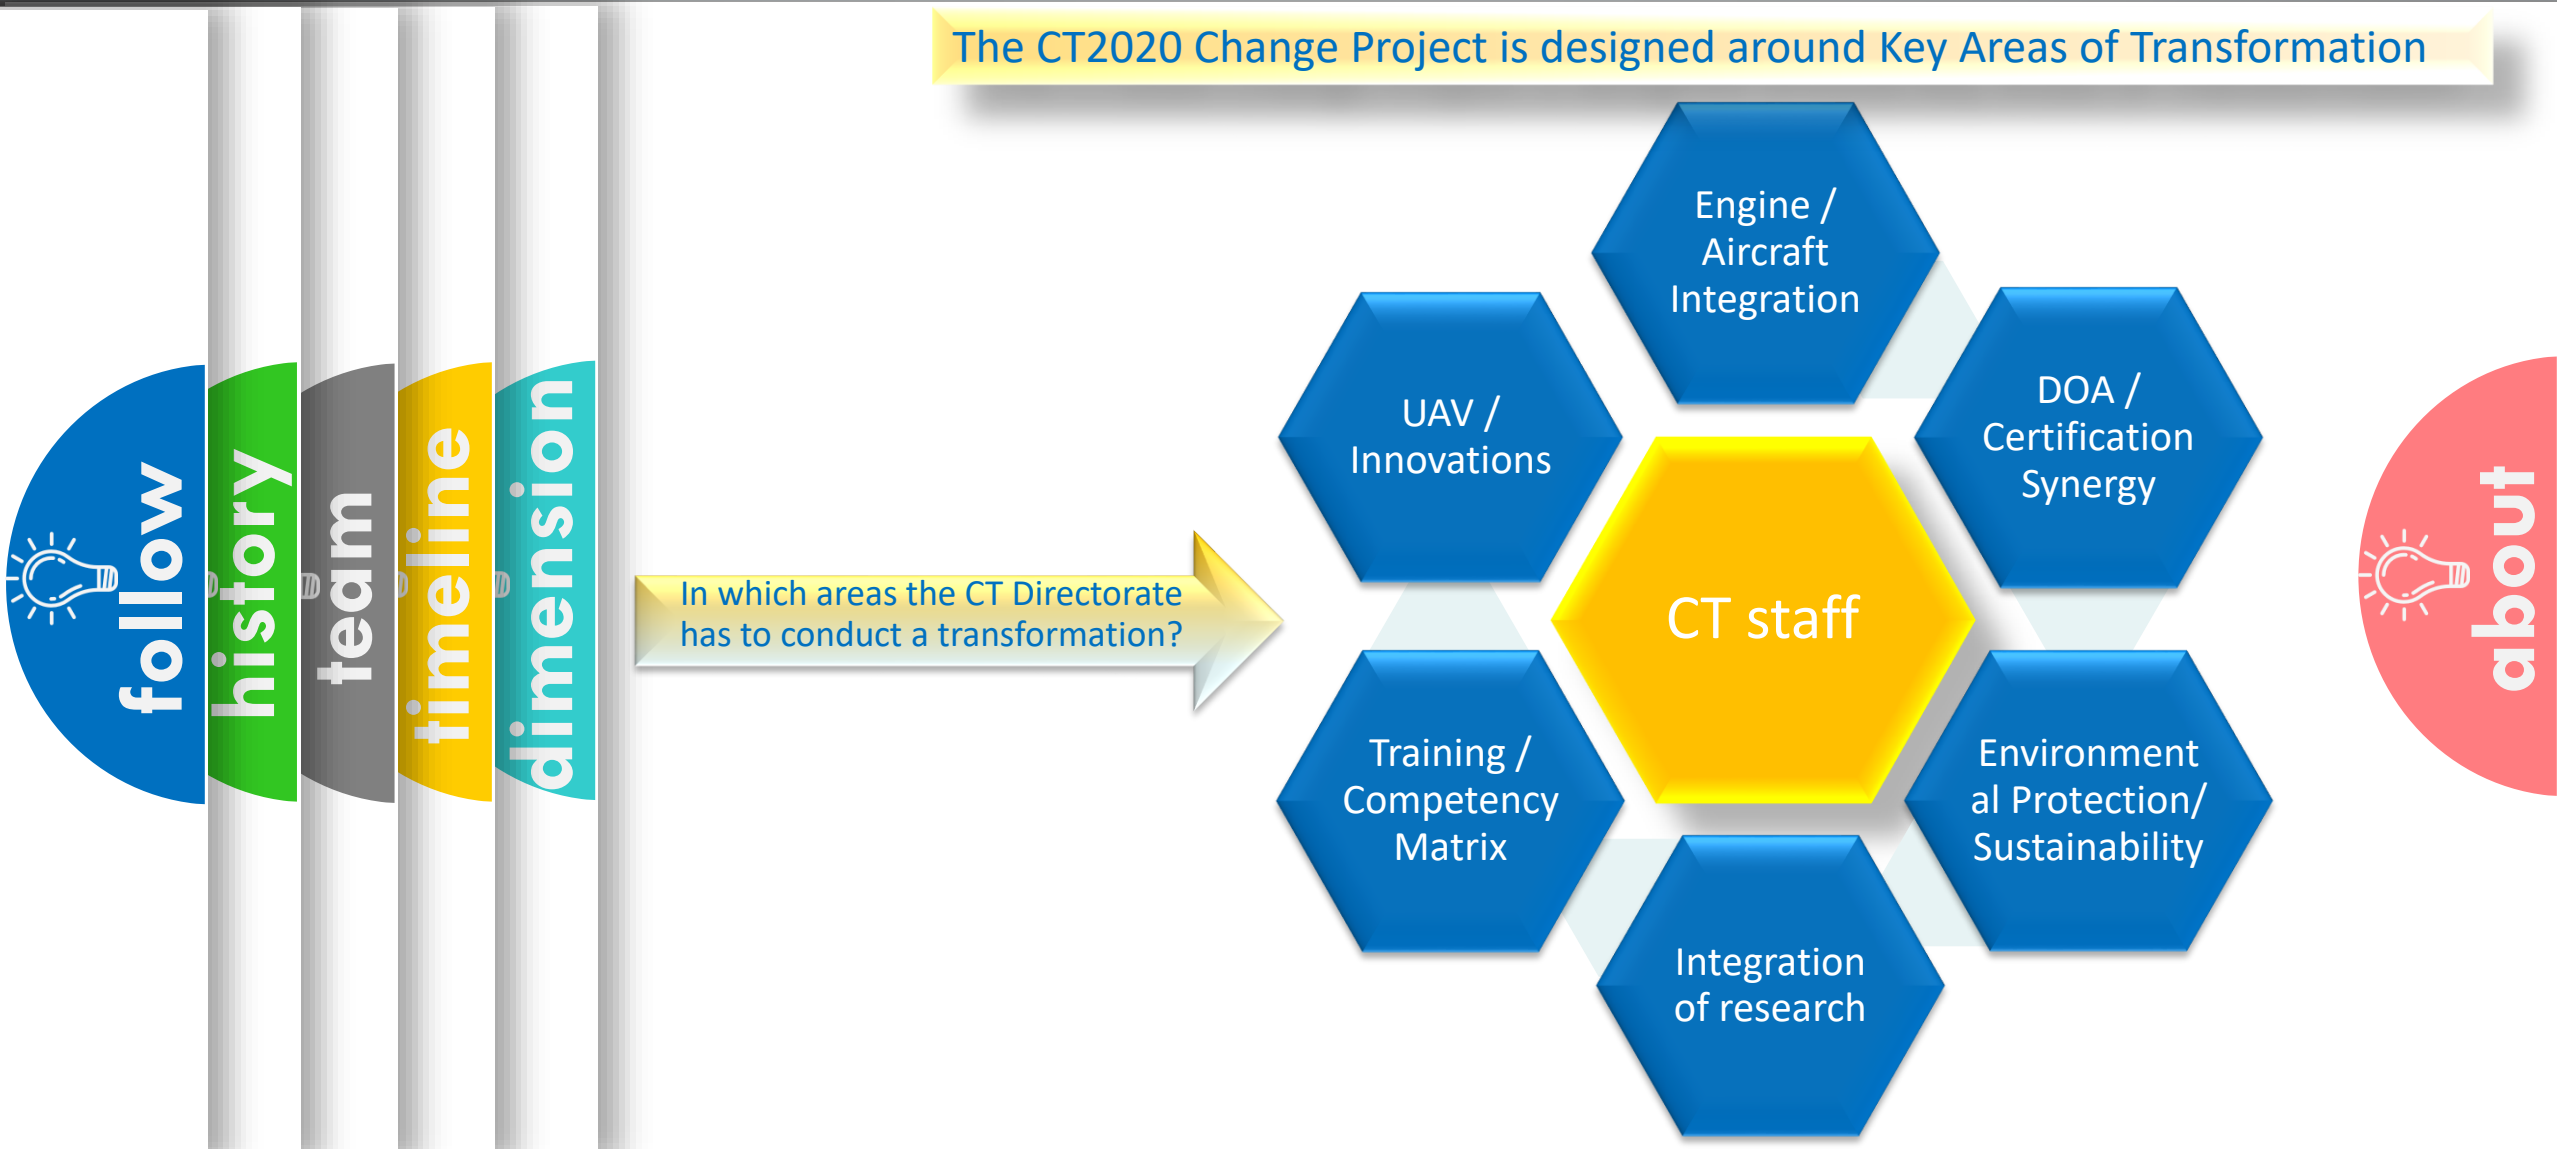 The CT2020 Change Project is designed around Key Areas of Transformation
follow
history
team
timeline
dimension
In which areas the CT Directorate
has to conduct a transformation?
Engine /
Aircraft
Integration
UAV /
Innovations
DOA /
Certification
Synergy
CT staff
Training /
Competency
Matrix
Environment
al Protection/
Sustainability
Integration
of research
about